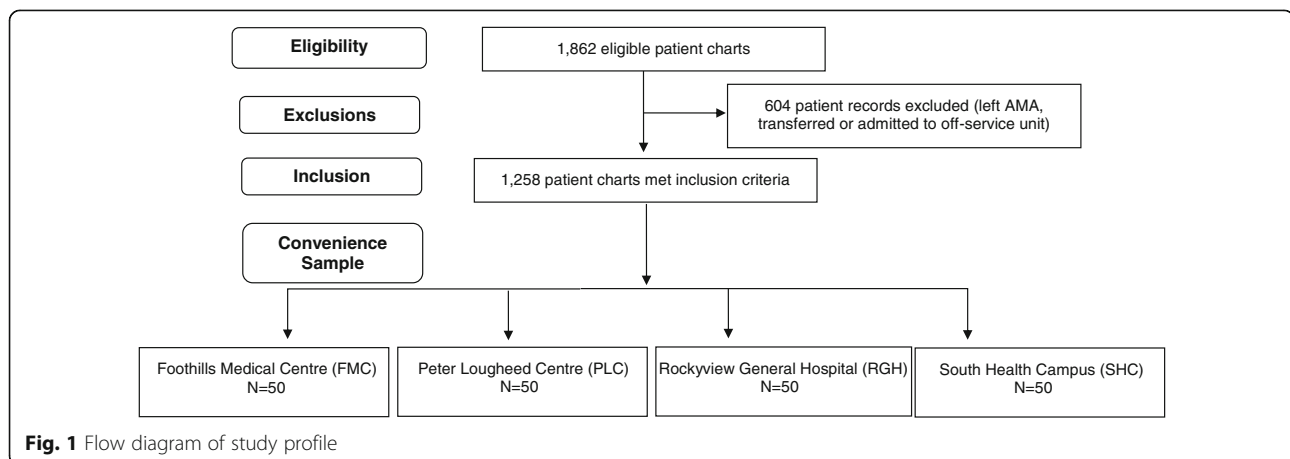 Eligibility
1,862 eligible patient charts
Exclusions
604 patient records excluded (left AMA,
transferred or admitted to off-service unit)
Inclusion
1,258 patient charts met inclusion criteria
Convenience
Sample
Foothills Medical Centre (FMC)
N=50
Peter Lougheed Centre (PLC)
N=50
Rockyview General Hospital (RGH)
N=50
South Health Campus (SHC)
N=50
Fig. 1 Flow diagram of study profile